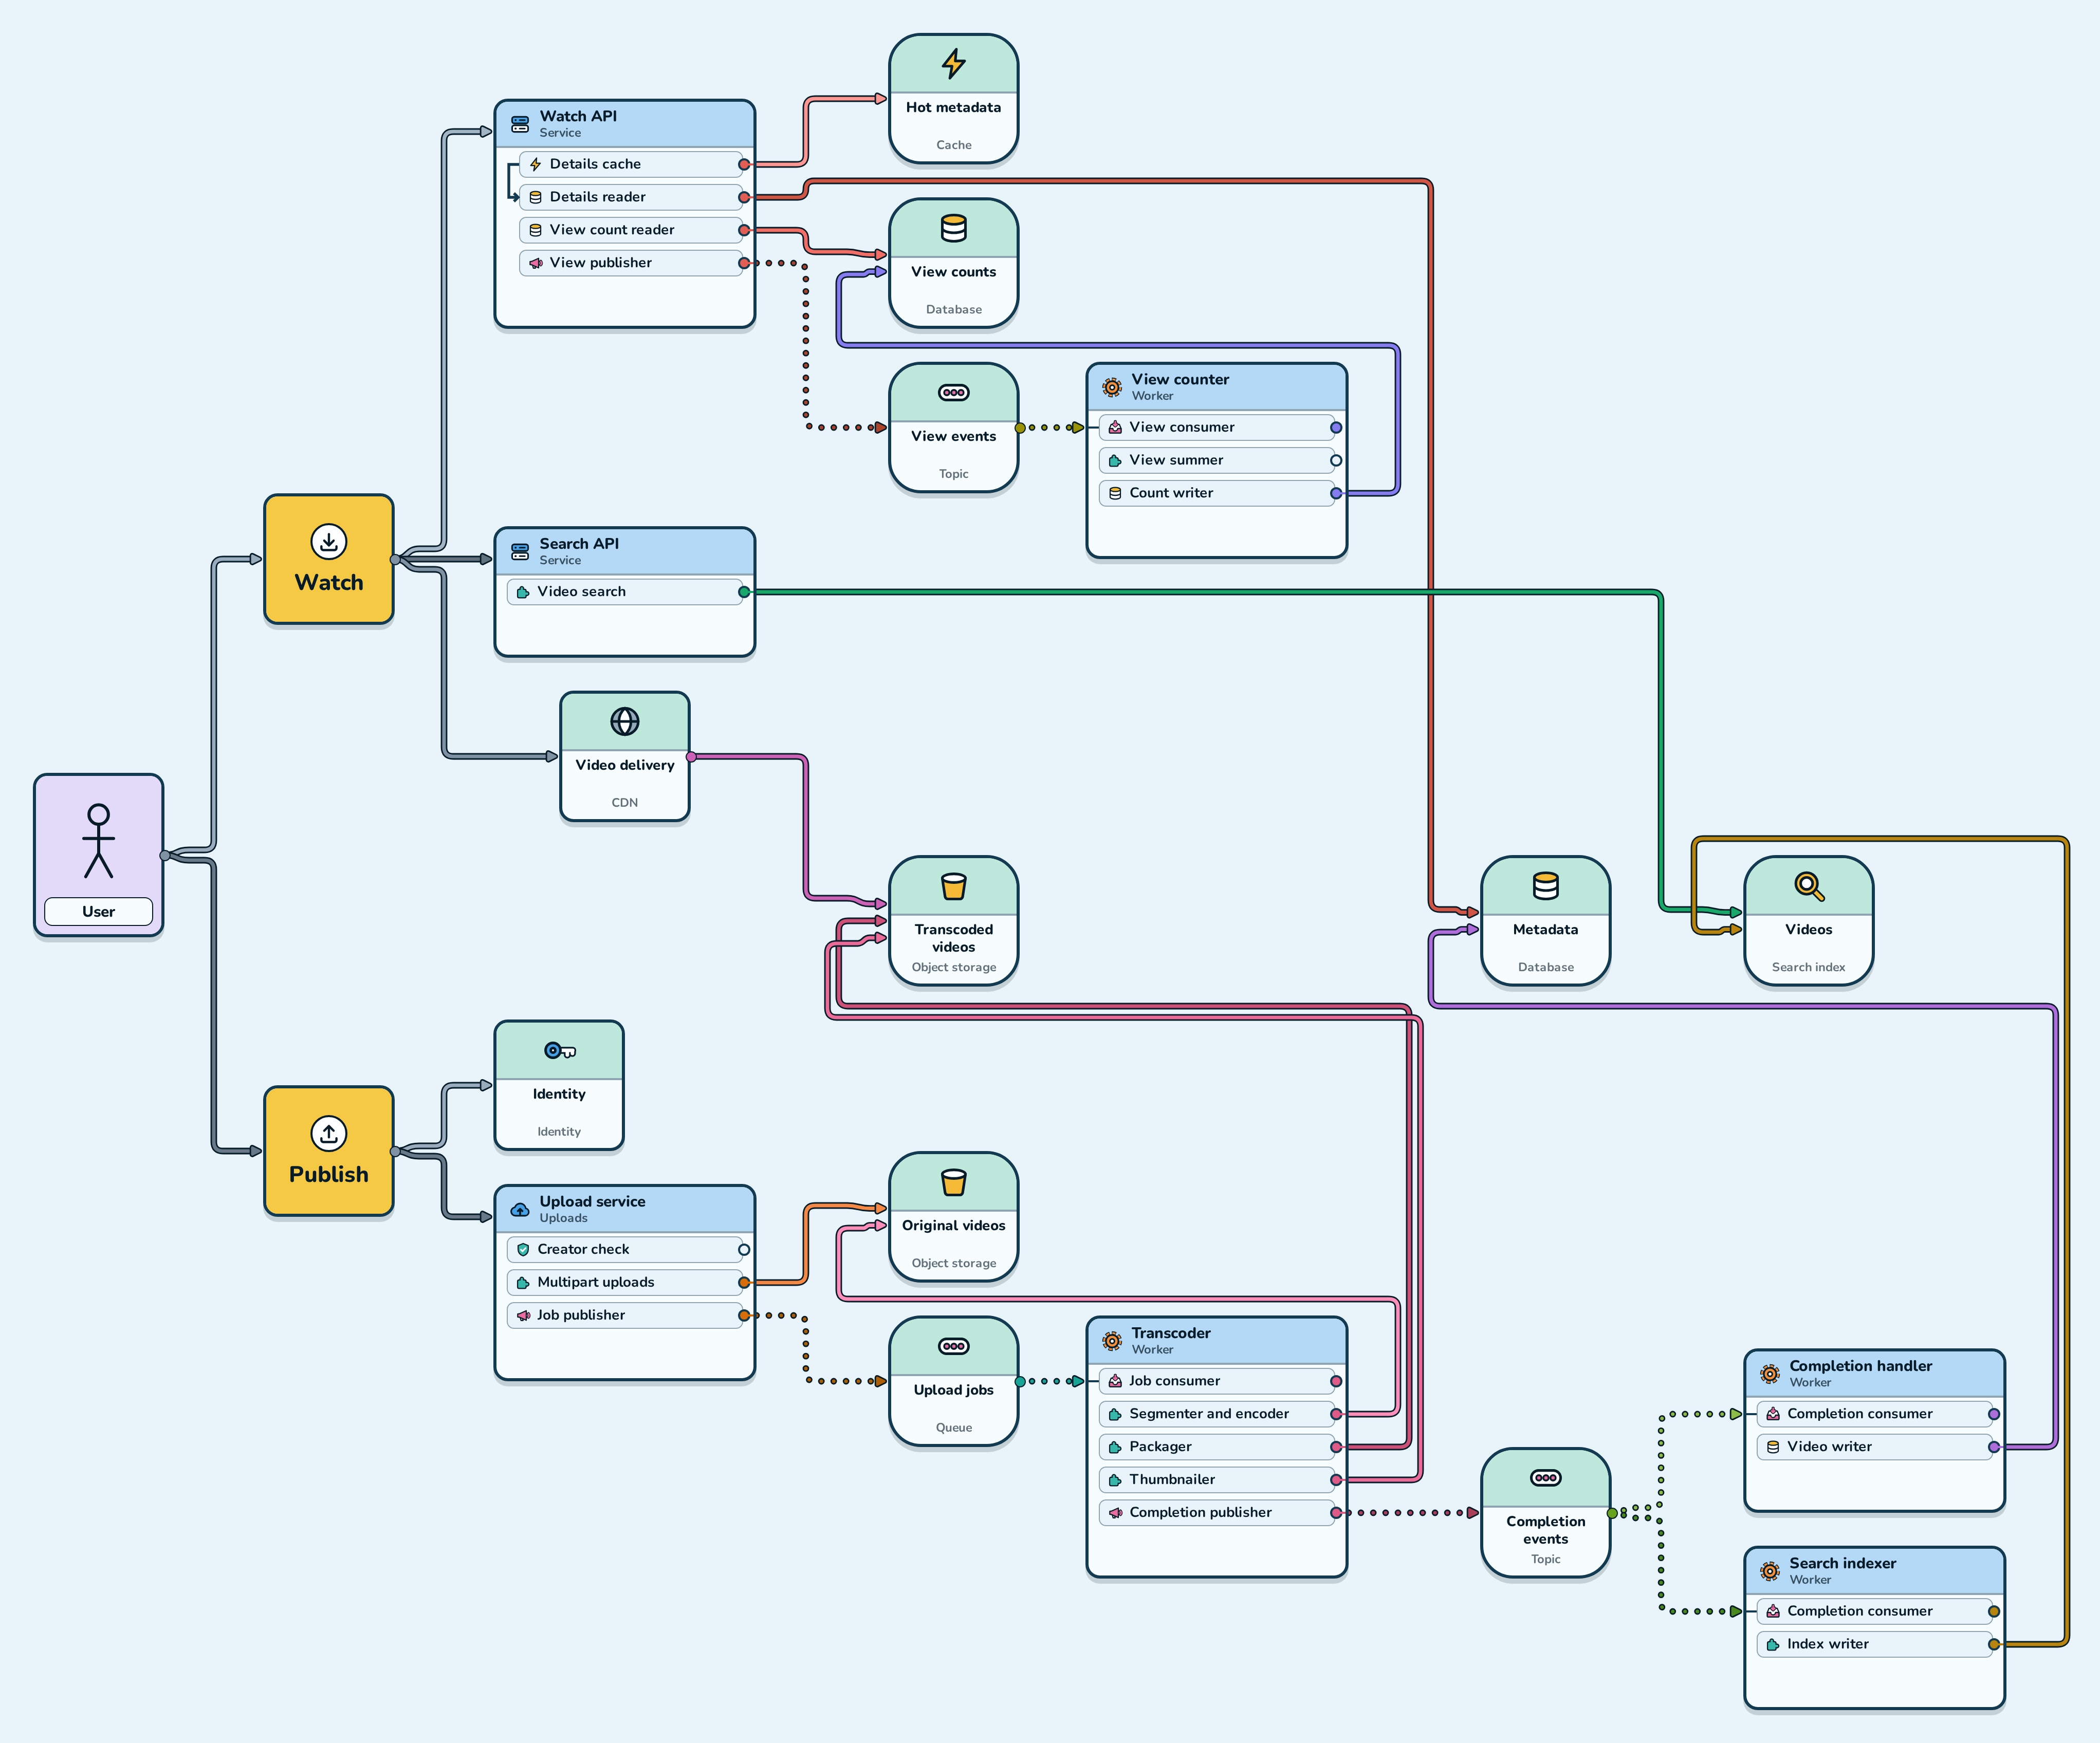 Hot metadata
Cache
Watch API
Service
Details cache
Details reader
View count reader
View publisher
View counts
Database
View events
Topic
View counter
Worker
View consumer
View summer
Count writer
Watch
Search API
Service
Video search
Video delivery
CDN
User
Transcoded
videos
Object storage
Metadata
Database
Videos
Search index
Identity
Identity
Publish
Upload service
Uploads
Creator check
Multipart uploads
Job publisher
Original videos
Object storage
Upload jobs
Queue
Transcoder
Worker
Job consumer
Segmenter and encoder
Packager
Thumbnailer
Completion publisher
Completion
events
Topic
Completion handler
Worker
Completion consumer
Video writer
Search indexer
Worker
Completion consumer
Index writer